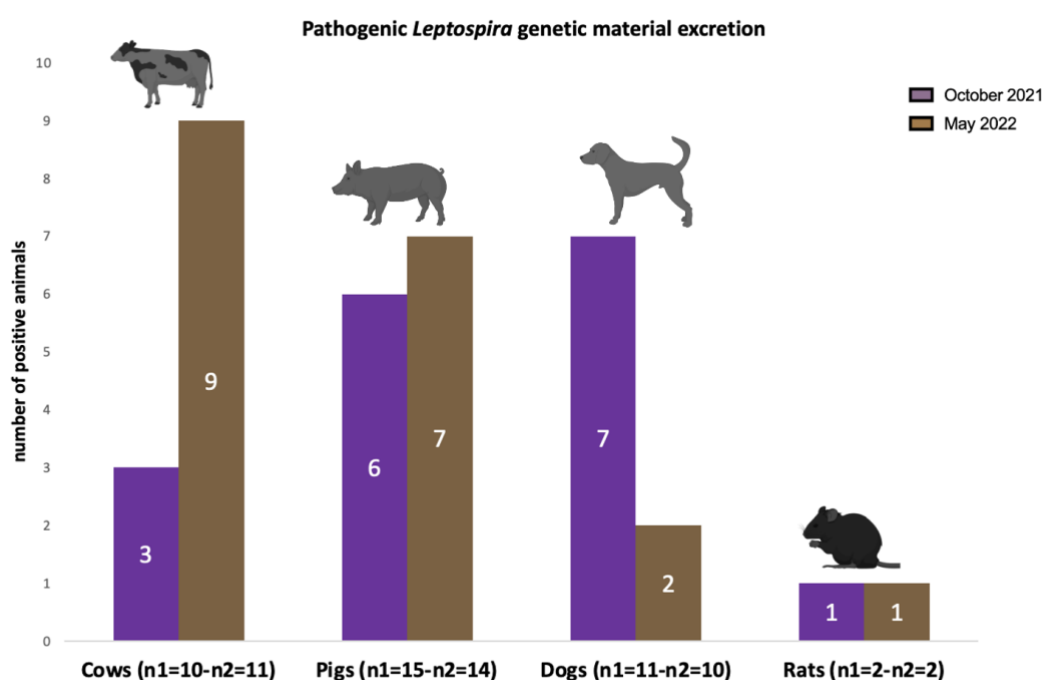 Pathogenic Leptospira genetic material excretion
October 2021
May 2022
number of positive animals
10
9
8
7
6
5
4
3
2
1
0
3
9
6
7
7
2
1
1
Cows (n1=10-n2=11)
Pigs (n1=15-n2=14)
Dogs (n1=11-n2=10)
Rats (n1=2-n2=2)